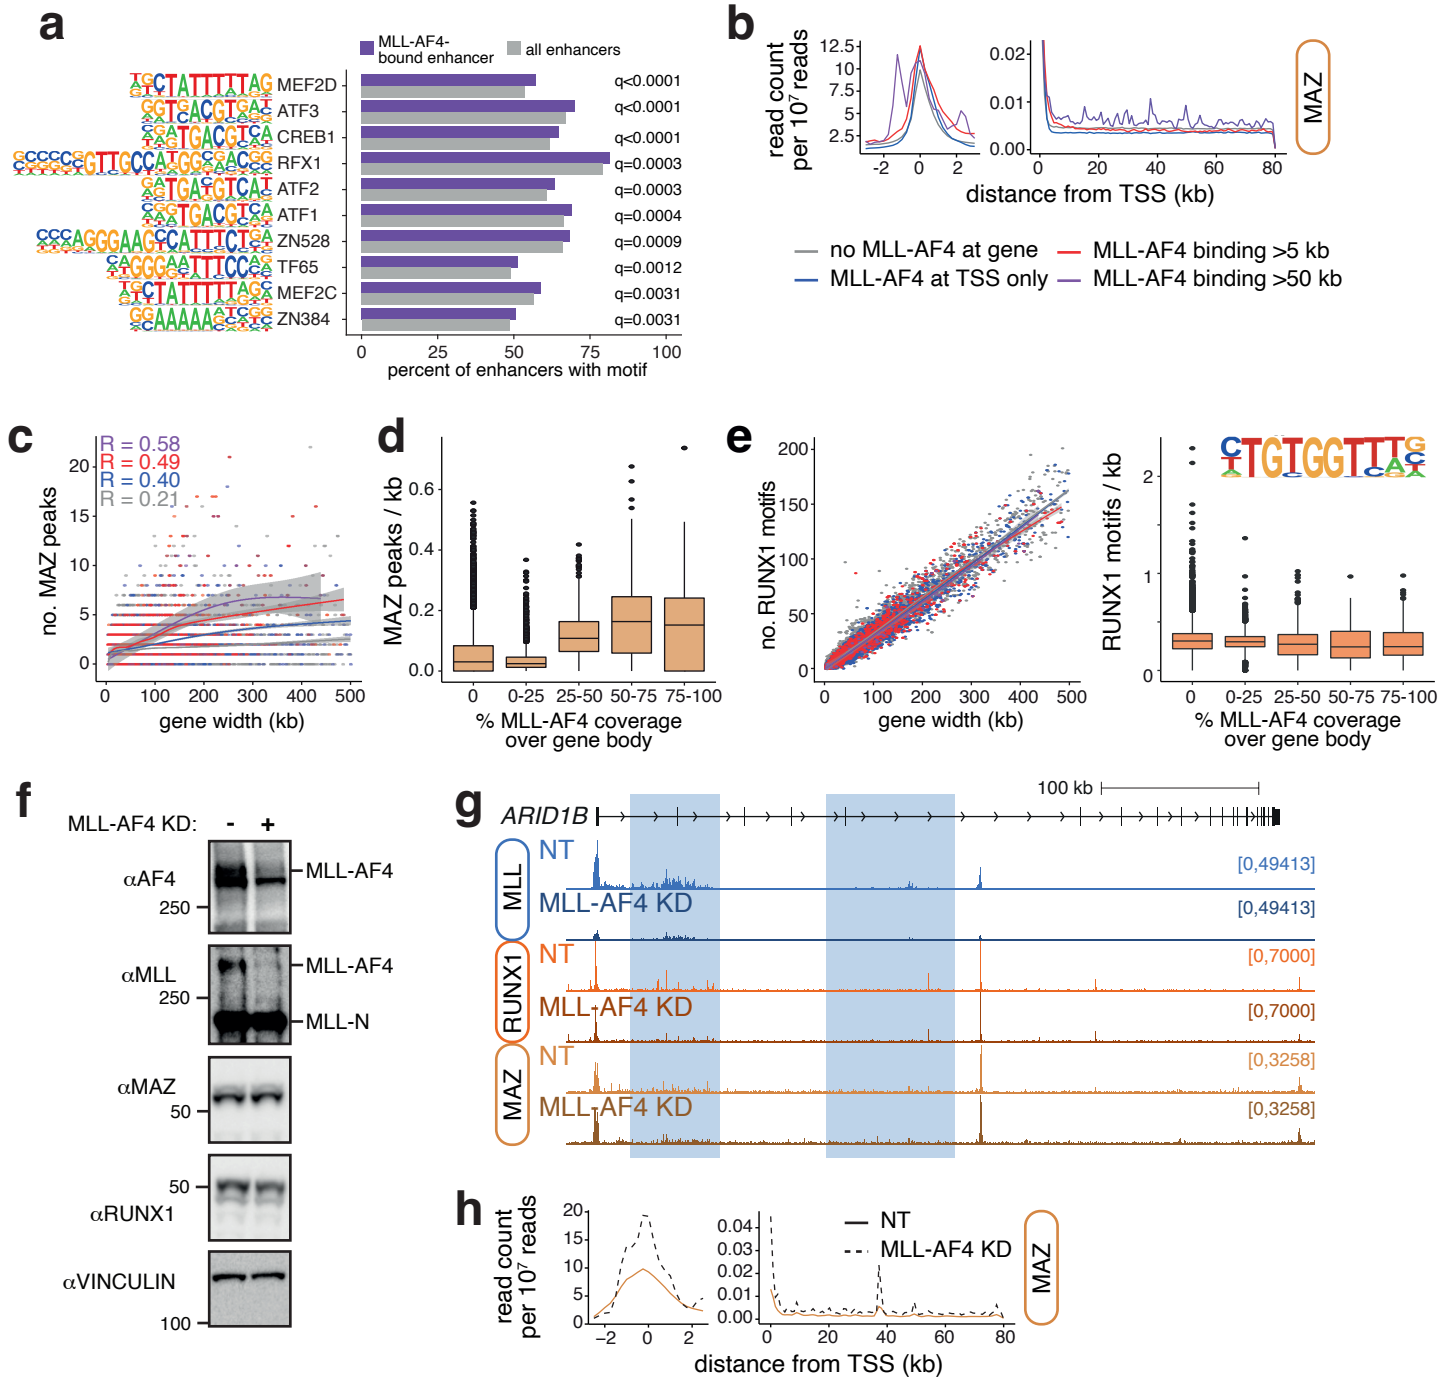 a
MLL-AF4-
bound enhancer
all enhancers
MEF2D
q<0.0001
ATF3
q<0.0001
CREB1
q<0.0001
RFX1
q=0.0003
ATF2
q=0.0003
ATF1
q=0.0004
ZN528
q=0.0009
TF65
q=0.0012
MEF2C
q=0.0031
ZN384
q=0.0031
0 25 50 75 100
percent of enhancers with motif
b
read count
per 10⁷ reads
12.5
10
7.5
5
2.5
-2 0 2
0.02
0.01
0.00
0 20 40 60 80
distance from TSS (kb)
MAZ
no MLL-AF4 at gene
MLL-AF4 at TSS only
MLL-AF4 binding >5 kb
MLL-AF4 binding >50 kb
c
R = 0.58
R = 0.49
R = 0.40
R = 0.21
no. MAZ peaks
20
15
10
5
0
0 100 200 300 400 500
gene width (kb)
d
MAZ peaks / kb
0.6
0.4
0.2
0.0
0 0-25 25-50 50-75 75-100
% MLL-AF4 coverage
over gene body
e
no. RUNX1 motifs
200
150
100
50
0
0 100 200 300 400 500
gene width (kb)
RUNX1 motifs / kb
2
1
0
0 0-25 25-50 50-75 75-100
% MLL-AF4 coverage
over gene body
f
MLL-AF4 KD: - +
αAF4
MLL-AF4
250
αMLL
MLL-AF4
250
MLL-N
αMAZ
50
50
αRUNX1
αVINCULIN
100
g
100 kb
ARID1B
MLL
NT
[0,49413]
MLL-AF4 KD
[0,49413]
RUNX1
NT
[0,7000]
MLL-AF4 KD
[0,7000]
MAZ
NT
[0,3258]
MLL-AF4 KD
[0,3258]
h
read count
per 10⁷ reads
20
15
10
5
0
−2 0 2
0.04
0.03
0.02
0.01
0.00
0 20 40 60 80
NT
MLL-AF4 KD
distance from TSS (kb)
MAZ